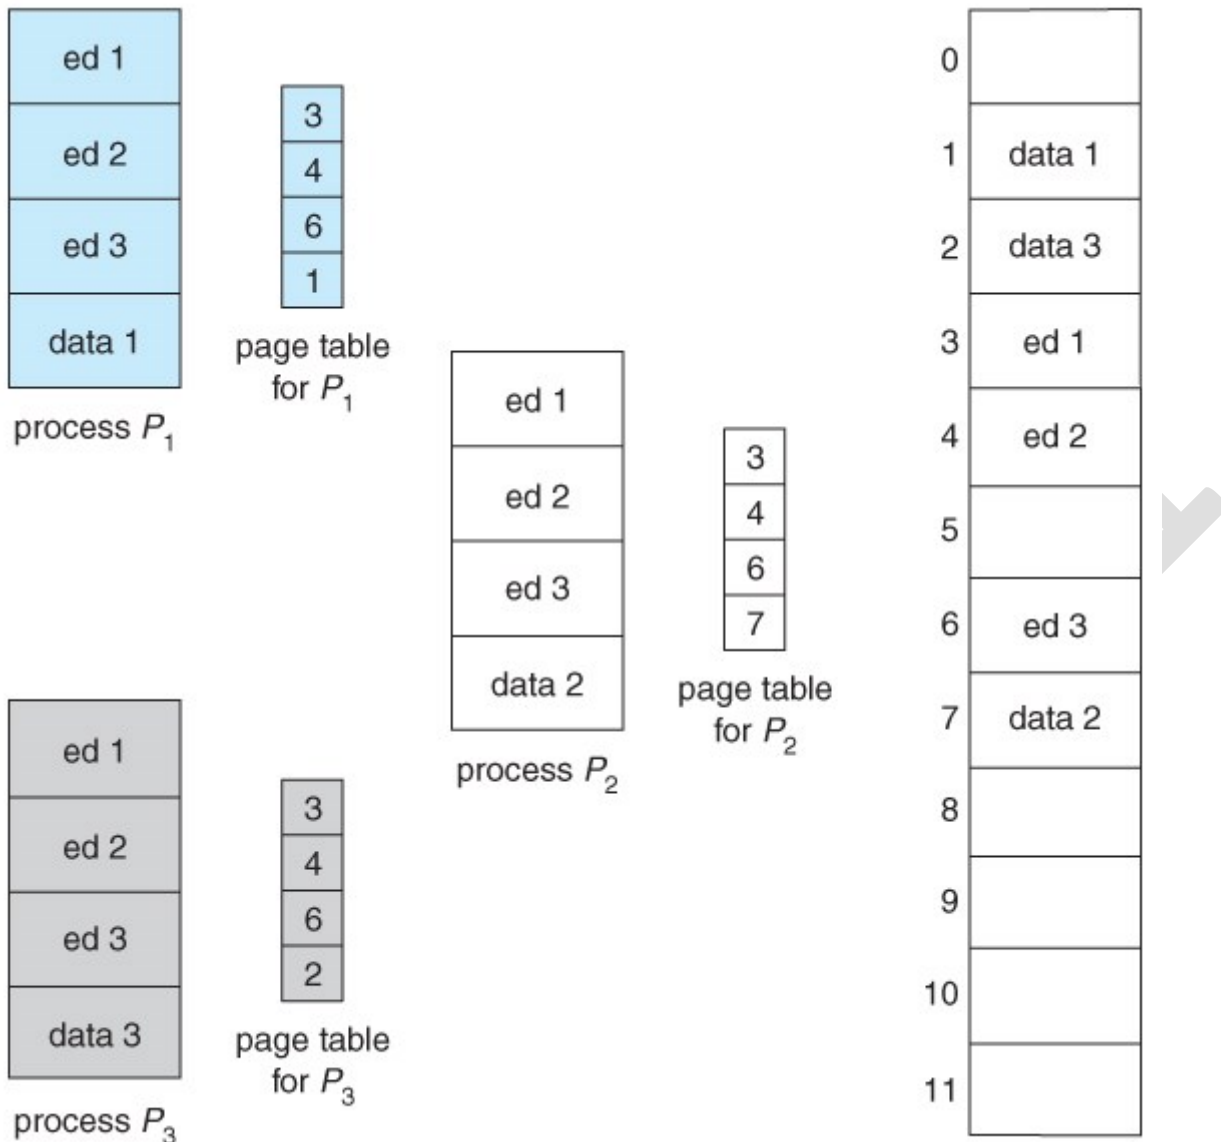 ed 1
ed 2
ed 3
data 1
process P1
3
4
6
1
page table
for P1
ed 1
ed 2
ed 3
data 2
process P2
3
4
6
7
page table
for P2
ed 1
ed 2
ed 3
data 3
process P3
3
4
6
2
page table
for P3
0
1 data 1
2 data 3
3 ed 1
4 ed 2
5
6 ed 3
7 data 2
8
9
10
11